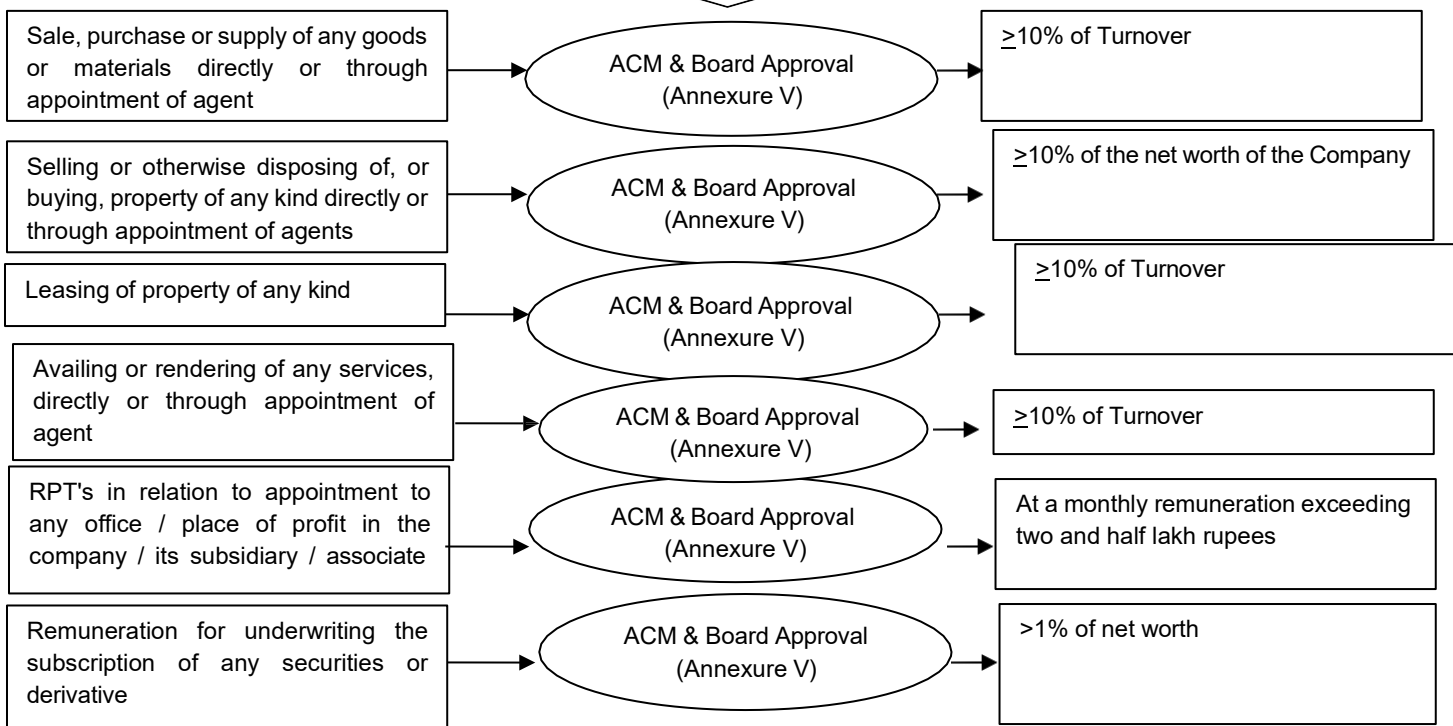 Sale, purchase or supply of any goods
or materials directly or through
appointment of agent
ACM & Board Approval
(Annexure V)
≥10% of Turnover
Selling or otherwise disposing of, or
buying, property of any kind directly or
through appointment of agents
ACM & Board Approval
(Annexure V)
≥10% of the net worth of the Company
Leasing of property of any kind
ACM & Board Approval
(Annexure V)
≥10% of Turnover
Availing or rendering of any services,
directly or through appointment of
agent
ACM & Board Approval
(Annexure V)
≥10% of Turnover
RPT's in relation to appointment to
any office / place of profit in the
company / its subsidiary / associate
ACM & Board Approval
(Annexure V)
At a monthly remuneration exceeding
two and half lakh rupees
Remuneration for underwriting the
subscription of any securities or
derivative
ACM & Board Approval
(Annexure V)
>1% of net worth